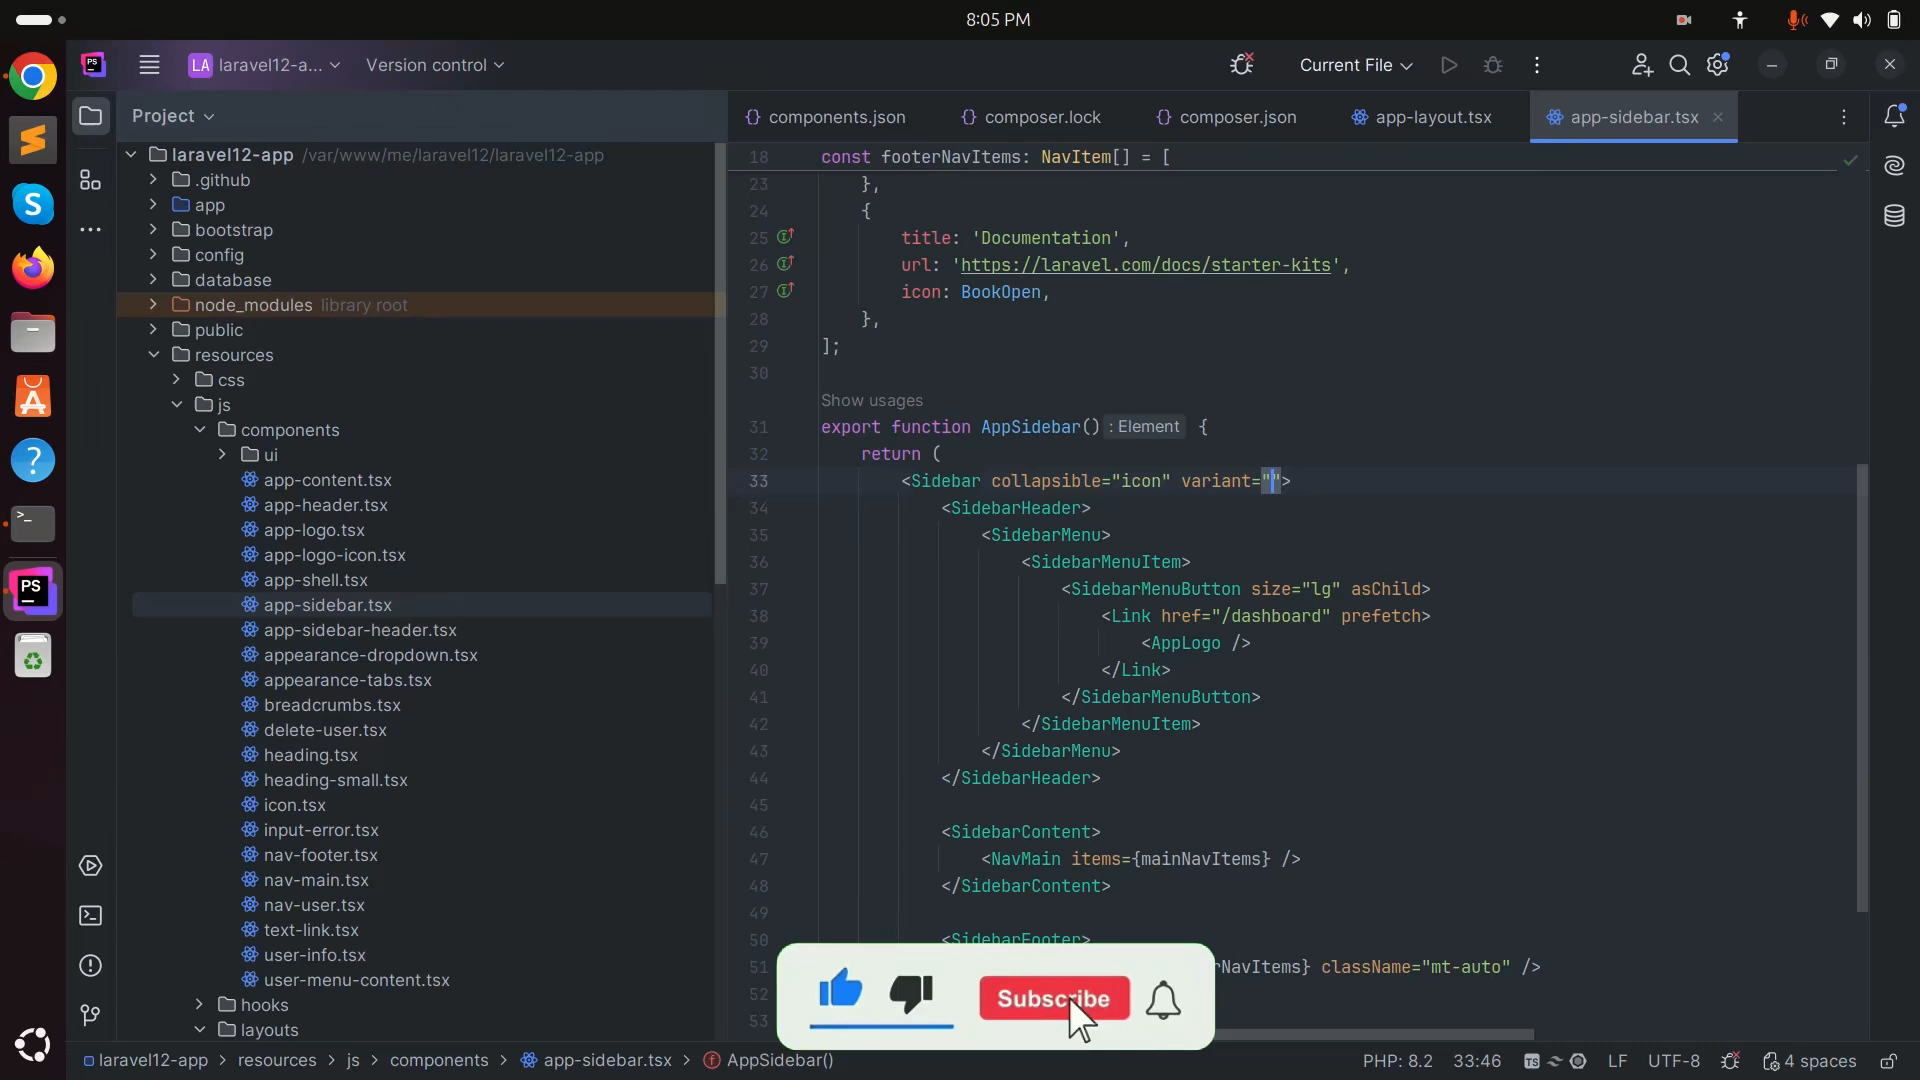 8:05 PM
PS
LA laravel12-a...
Version control
Current File
Project
components.json
composer.lock
composer.json
app-layout.tsx
app-sidebar.tsx
laravel12-app /var/www/me/laravel12/laravel12-app
.github
app
bootstrap
config
database
node_modules library root
public
resources
css
js
components
ui
app-content.tsx
app-header.tsx
app-logo.tsx
app-logo-icon.tsx
app-shell.tsx
app-sidebar.tsx
app-sidebar-header.tsx
appearance-dropdown.tsx
appearance-tabs.tsx
breadcrumbs.tsx
delete-user.tsx
heading.tsx
heading-small.tsx
icon.tsx
input-error.tsx
nav-footer.tsx
nav-main.tsx
nav-user.tsx
text-link.tsx
user-info.tsx
user-menu-content.tsx
hooks
layouts
18 const footerNavItems: NavItem[] = [
23 },
24 {
25 title: 'Documentation',
26 url: 'https://laravel.com/docs/starter-kits',
27 icon: BookOpen,
28 },
29 ];
30
Show usages
31 export function AppSidebar() : Element {
32 return (
33 <Sidebar collapsible="icon" variant="">
34 <SidebarHeader>
35 <SidebarMenu>
36 <SidebarMenuItem>
37 <SidebarMenuButton size="lg" asChild>
38 <Link href="/dashboard" prefetch>
39 <AppLogo />
40 </Link>
41 </SidebarMenuButton>
42 </SidebarMenuItem>
43 </SidebarMenu>
44 </SidebarHeader>
45
46 <SidebarContent>
47 <NavMain items={mainNavItems} />
48 </SidebarContent>
49
50 <SidebarFooter>
51 rNavItems} className="mt-auto" />
52
53
Subscribe
laravel12-app > resources > js > components > app-sidebar.tsx > AppSidebar()
PHP: 8.2 33:46 TS LF UTF-8 4 spaces